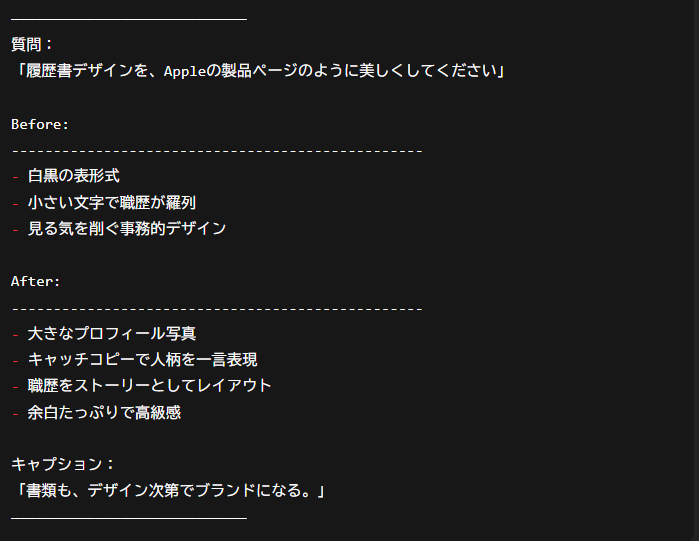 ──────────────────────────────
質問：
「履歴書デザインを、Appleの製品ページのように美しくしてください」
Before:
-------------------------------------------------
- 白黒の表形式
- 小さい文字で職歴が羅列
- 見る気を削ぐ事務的デザイン
After:
-------------------------------------------------
- 大きなプロフィール写真
- キャッチコピーで人柄を一言表現
- 職歴をストーリーとしてレイアウト
- 余白たっぷりで高級感
キャプション：
「書類も、デザイン次第でブランドになる。」
──────────────────────────────